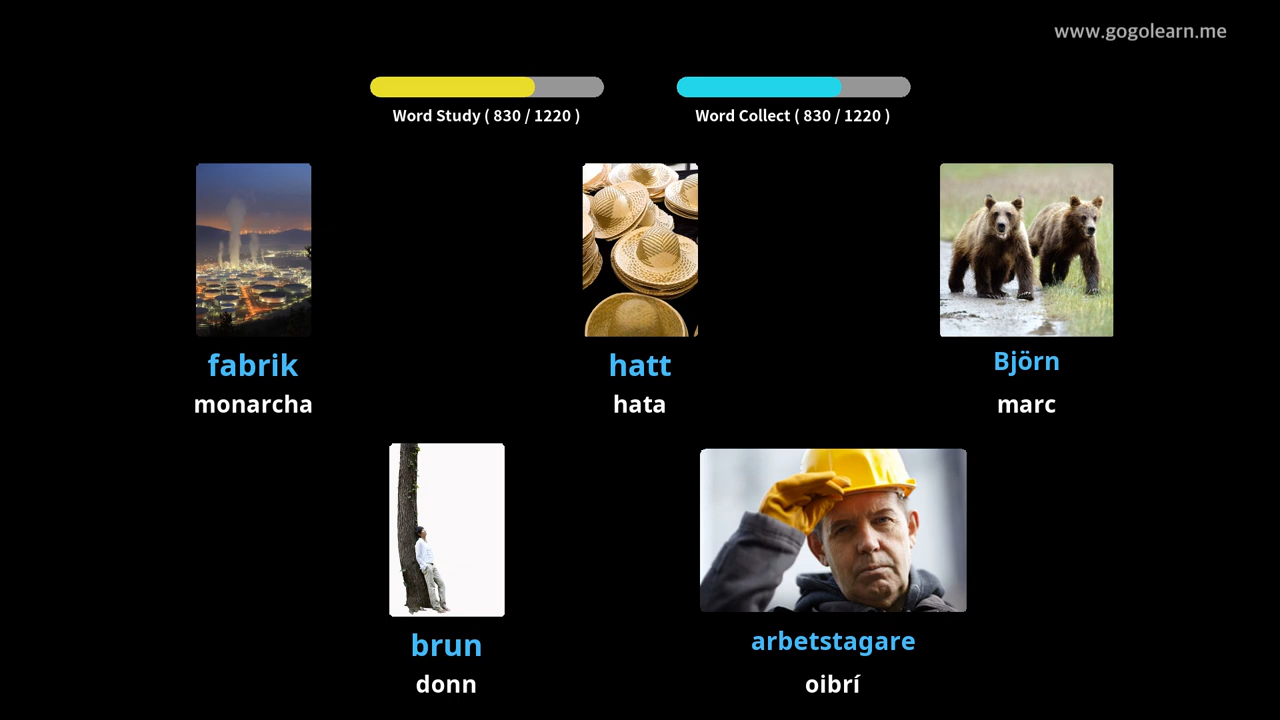 www.gogolearn.me
Word Study ( 830 / 1220 )
Word Collect ( 830 / 1220 )
fabrik
monarcha
hatt
hata
Björn
marc
brun
donn
arbetstagare
oibrí